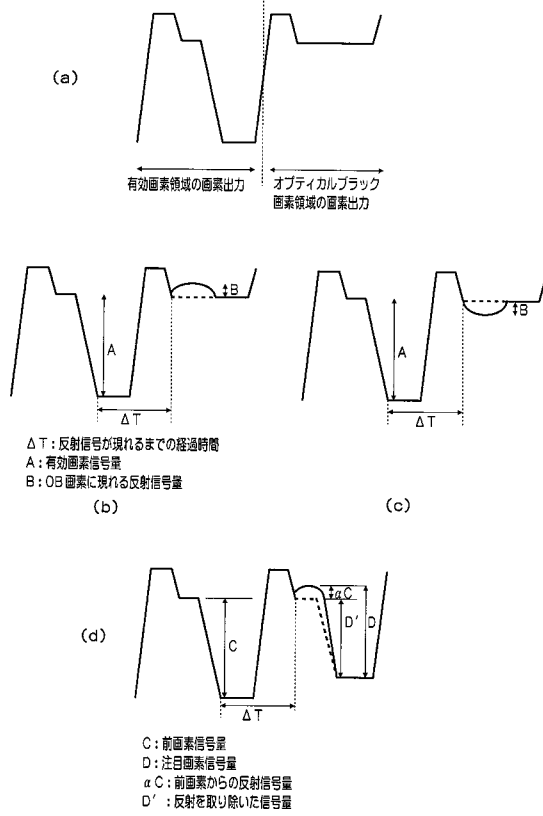 (a)
有効画素領域の画素出力
オプティカルブラック
画素領域の画素出力
A
B
ΔT
A
B
ΔT
ΔT:反射信号が現れるまでの経過時間
A:有効画素信号量
B:OB画素に現れる反射信号量
(b)
(c)
(d)
C
αC
D'
D
ΔT
C:前画素信号量
D:注目画素信号量
αC:前画素からの反射信号量
D':反射を取り除いた信号量